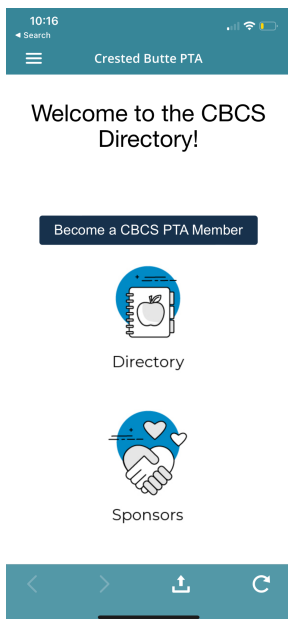 10:16
◄ Search
Crested Butte PTA
Welcome to the CBCS
Directory!
Become a CBCS PTA Member
Directory
Sponsors